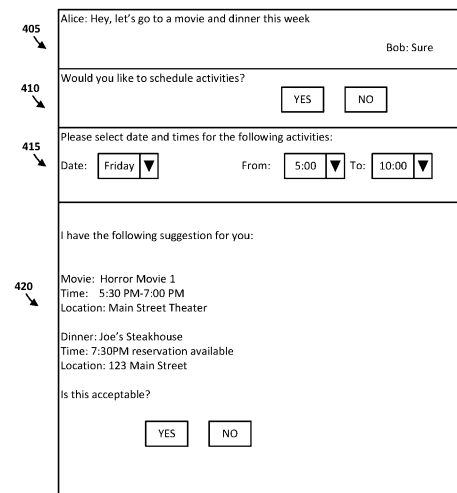 405
Alice: Hey, let's go to a movie and dinner this week
Bob: Sure
410
Would you like to schedule activities?
YES NO
415
Please select date and times for the following activities:
Date: Friday From: 5:00 To: 10:00
I have the following suggestion for you:
420
Movie: Horror Movie 1
Time: 5:30 PM-7:00 PM
Location: Main Street Theater
Dinner: Joe's Steakhouse
Time: 7:30PM reservation available
Location: 123 Main Street
Is this acceptable?
YES NO